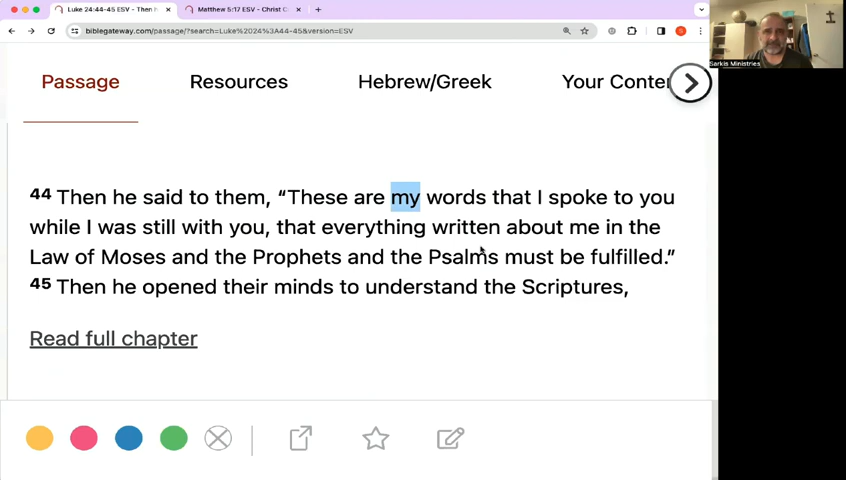 Luke 24:44-45 ESV - Then h
Matthew 5:17 ESV - Christ C
biblegateway.com/passage/?search=Luke%2024%3A44-45&version=ESV
Sarkis Ministries
Passage
Resources
Hebrew/Greek
Your Conte
44 Then he said to them, “These are my words that I spoke to you
while I was still with you, that everything written about me in the
Law of Moses and the Prophets and the Psalms must be fulfilled.”
45 Then he opened their minds to understand the Scriptures,
Read full chapter